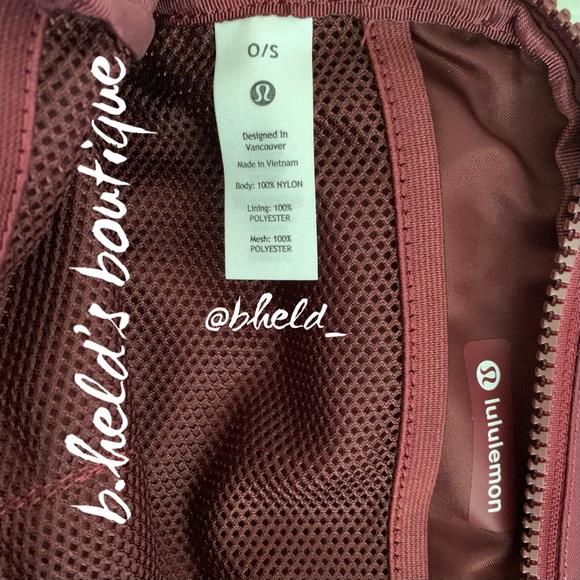 b.held's boutique
O/S
Designed in
Vancouver
Made in Vietnam
Body: 100% NYLON
Lining: 100%
POLYESTER
Mesh: 100%
POLYESTER
@bheld_
lululemon